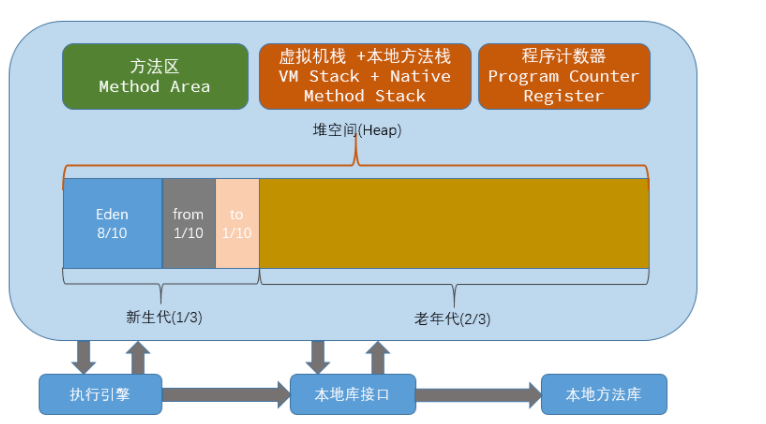 方法区
Method Area
虚拟机栈 +本地方法栈
VM Stack + Native
Method Stack
程序计数器
Program Counter
Register
堆空间(Heap)
Eden
8/10
from
1/10
to
1/10
新生代(1/3)
老年代(2/3)
执行引擎
本地库接口
本地方法库